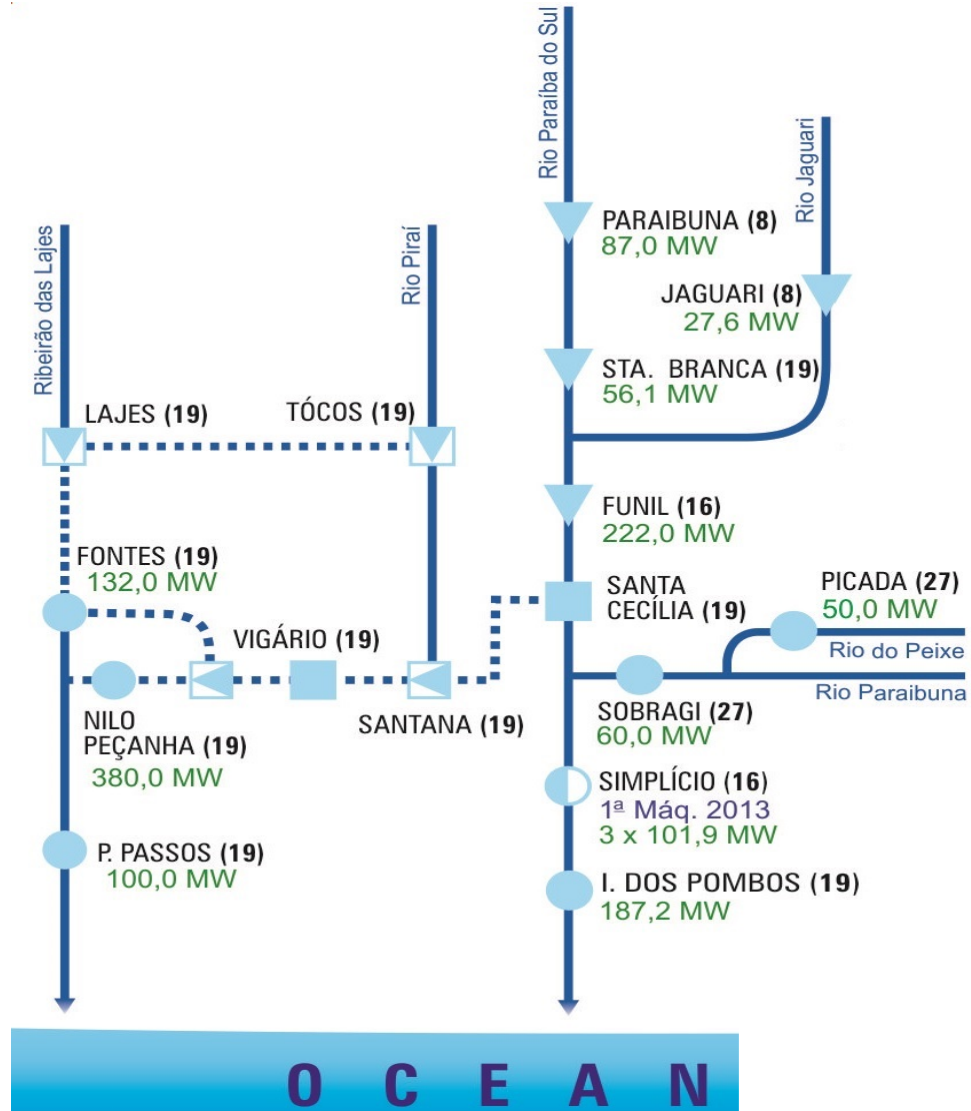 Rio Paraíba do Sul
Rio Jaguari
Ribeirão das Lajes
Rio Piraí
PARAIBUNA (8)
87,0 MW
JAGUARI (8)
27,6 MW
STA. BRANCA (19)
56,1 MW
LAJES (19)
TÓCOS (19)
FUNIL (16)
222,0 MW
FONTES (19)
132,0 MW
SANTA
CECÍLIA (19)
PICADA (27)
50,0 MW
Rio do Peixe
VIGÁRIO (19)
Rio Paraibuna
NILO
PEÇANHA (19)
380,0 MW
SANTANA (19)
SOBRAGI (27)
60,0 MW
SIMPLÍCIO (16)
1ª Máq. 2013
3 x 101,9 MW
P. PASSOS (19)
100,0 MW
I. DOS POMBOS (19)
187,2 MW
OCEAN